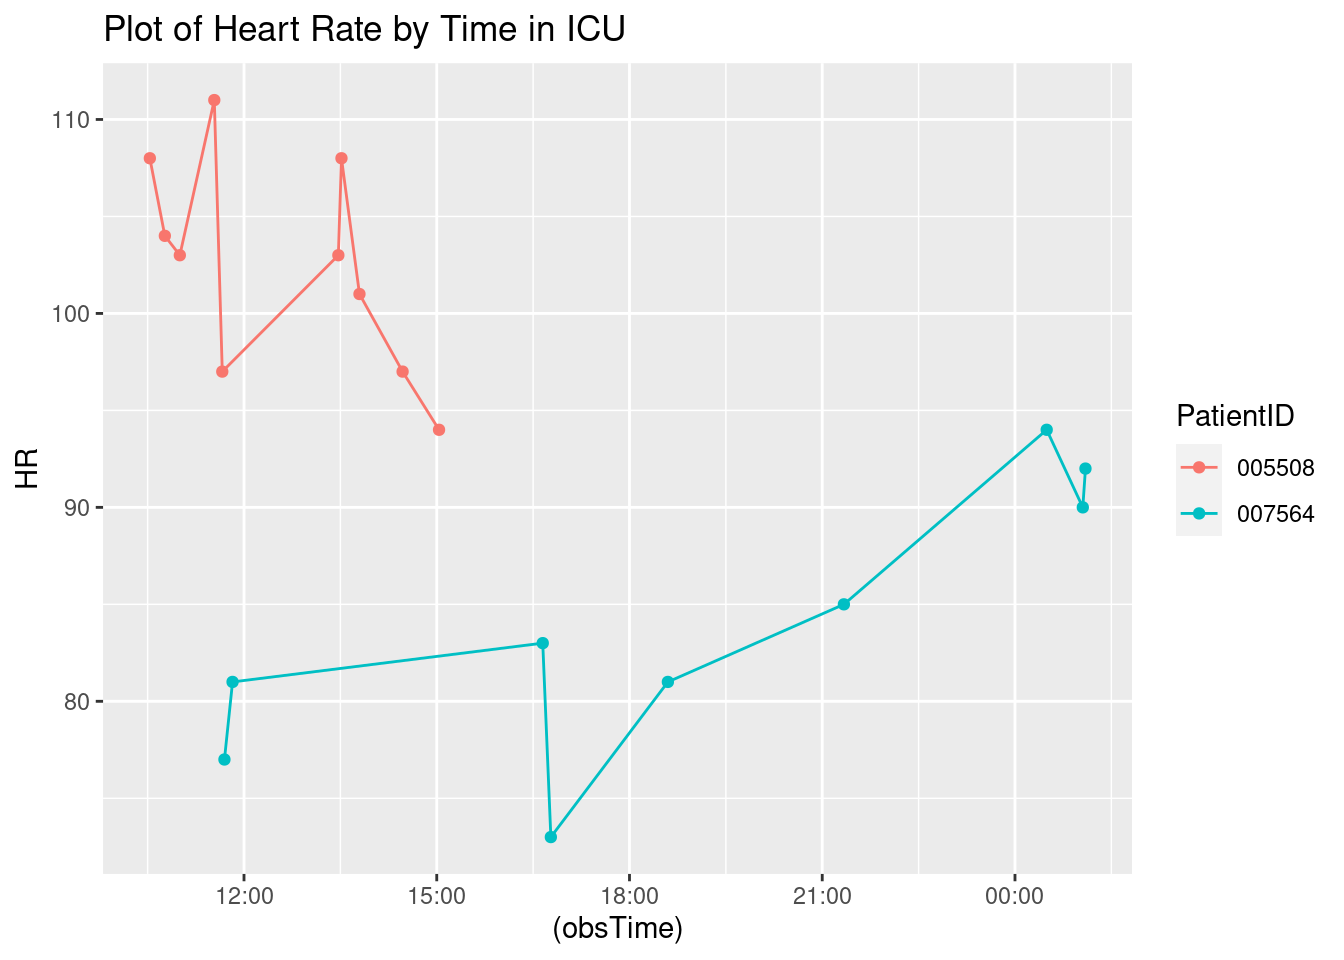 Plot of Heart Rate by Time in ICU
110
100
90
80
HR
12:00 15:00 18:00 21:00 00:00
(obsTime)
PatientID
005508
007564